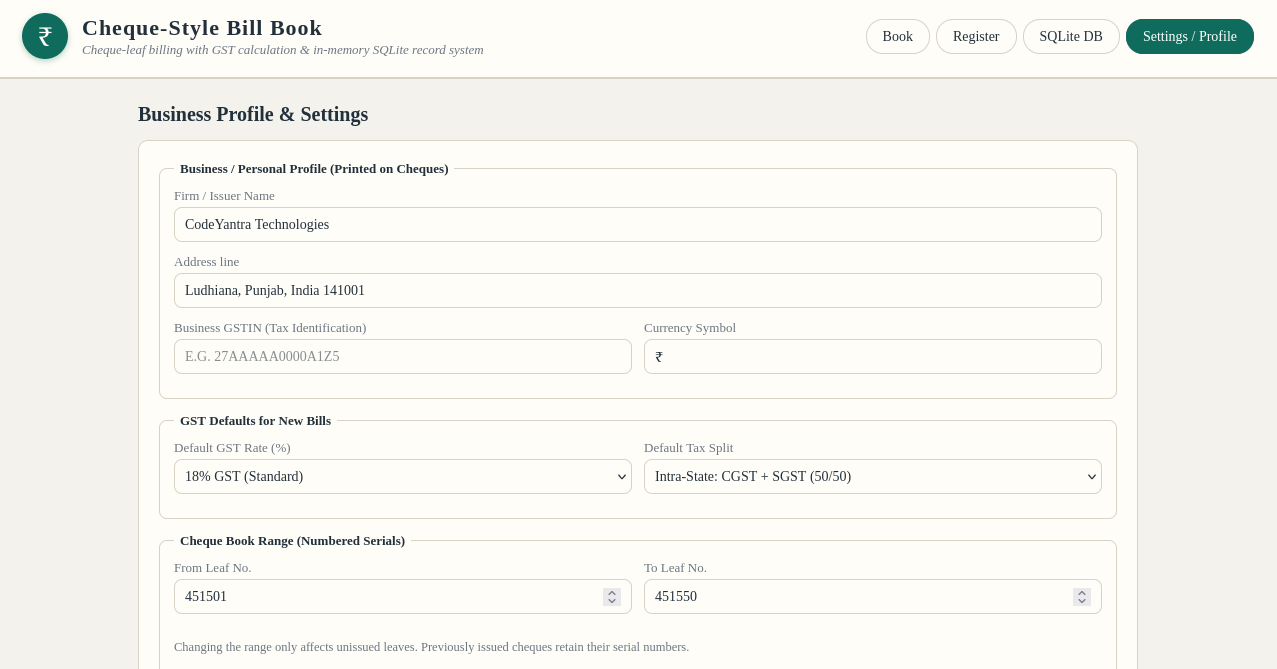 ₹
Cheque-Style Bill Book
Cheque-leaf billing with GST calculation & in-memory SQLite record system
Book
Register
SQLite DB
Settings / Profile
Business Profile & Settings
Business / Personal Profile (Printed on Cheques)
Firm / Issuer Name
CodeYantra Technologies
Address line
Ludhiana, Punjab, India 141001
Business GSTIN (Tax Identification)
Currency Symbol
E.G. 27AAAAA0000A1Z5
₹
GST Defaults for New Bills
Default GST Rate (%)
Default Tax Split
18% GST (Standard)
Intra-State: CGST + SGST (50/50)
Cheque Book Range (Numbered Serials)
From Leaf No.
To Leaf No.
451501
451550
Changing the range only affects unissued leaves. Previously issued cheques retain their serial numbers.